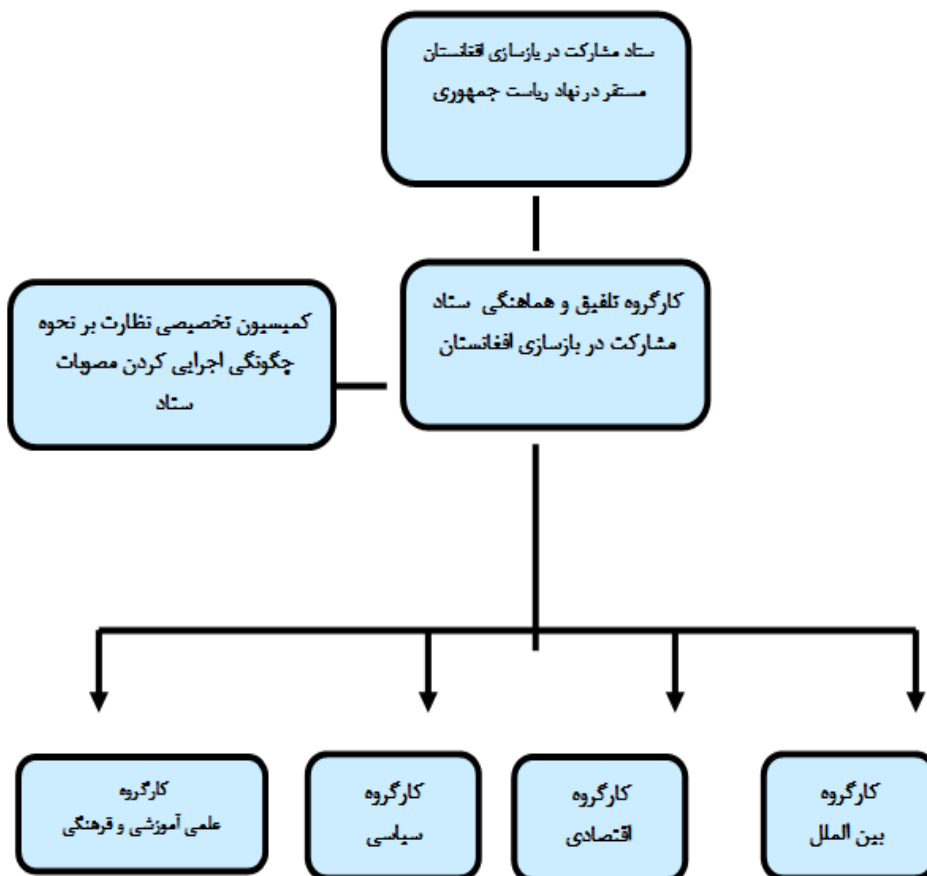 ستاد مشارکت در بازسازی افغانستان
مستقر در نهاد ریاست جمهوری
کارگروه تلفیق و هماهنگی ستاد
مشارکت در بازسازی افغانستان
کمیسیون تخصیصی نظارت بر نحوه
چگونگی اجرایی کردن مصوبات
ستاد
کارگروه
بین الملل
کارگروه
اقتصادی
کارگروه
سیاسی
کارگروه
علمی آموزشی و فرهنگی